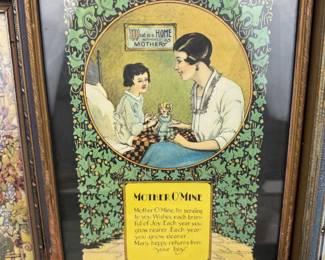 What is a HOME
without a
MOTHER?
MOTHER O'MINE
Mother O'Mine, I'm sending
to you Wishes, each brim-
ful of Joy. Each year you
grow nearer Each year
you grow dearer
Many happy returns from
"your boy."